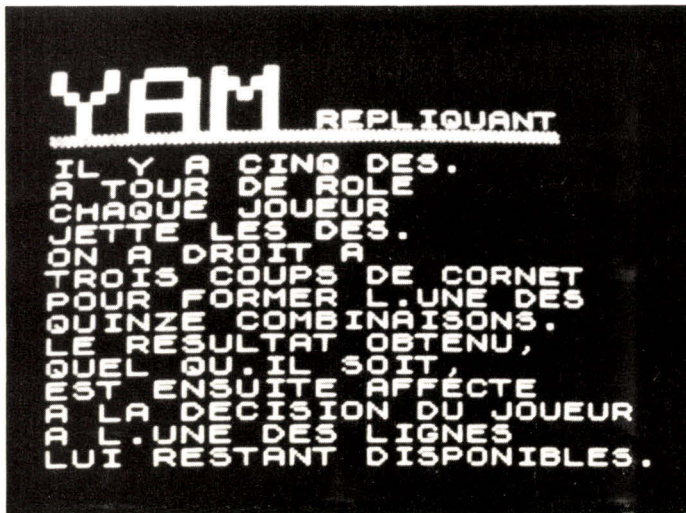 YAM REPLIQUANT
IL Y A CINQ DES.
A TOUR DE ROLE
CHAQUE JOUEUR
JETTE LES DES.
ON A DROIT A
TROIS COUPS DE CORNET
POUR FORMER L.UNE DES
QUINZE COMBINAISONS.
LE RESULTAT OBTENU,
QUEL QU.IL SOIT,
EST ENSUITE AFFECTE
A LA DECISION DU JOUEUR
A L.UNE DES LIGNES
LUI RESTANT DISPONIBLES.